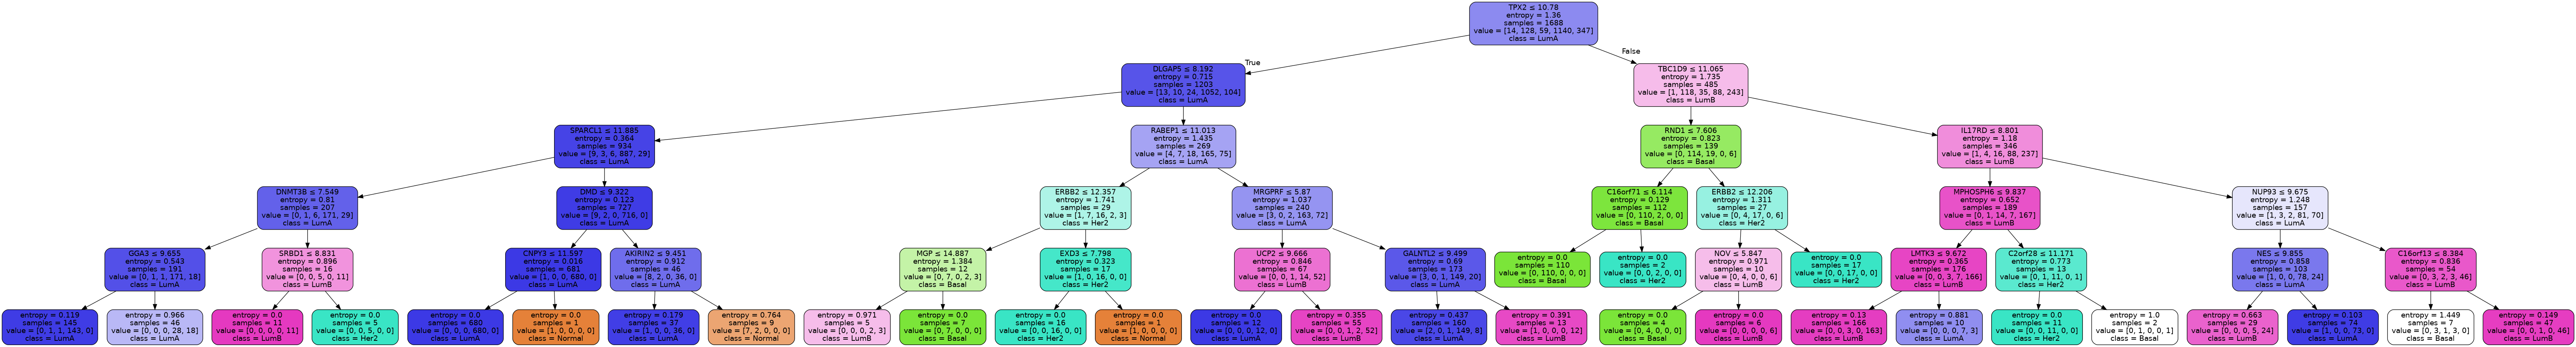 TPX2 ≤ 10.78
entropy = 1.36
samples = 1688
value = [14, 128, 59, 1140, 347]
class = LumA
True
False
DLGAP5 ≤ 8.192
entropy = 0.715
samples = 1203
value = [13, 10, 24, 1052, 104]
class = LumA
TBC1D9 ≤ 11.065
entropy = 1.735
samples = 485
value = [1, 118, 35, 88, 243]
class = LumB
SPARCL1 ≤ 11.885
entropy = 0.364
samples = 934
value = [9, 3, 6, 887, 29]
class = LumA
RABEP1 ≤ 11.013
entropy = 1.435
samples = 269
value = [4, 7, 18, 165, 75]
class = LumA
RND1 ≤ 7.606
entropy = 0.823
samples = 139
value = [0, 114, 19, 0, 6]
class = Basal
IL17RD ≤ 8.801
entropy = 1.18
samples = 346
value = [1, 4, 16, 88, 237]
class = LumB
DNMT3B ≤ 7.549
entropy = 0.81
samples = 207
value = [0, 1, 6, 171, 29]
class = LumA
DMD ≤ 9.322
entropy = 0.123
samples = 727
value = [9, 2, 0, 716, 0]
class = LumA
ERBB2 ≤ 12.357
entropy = 1.741
samples = 29
value = [1, 7, 16, 2, 3]
class = Her2
MRGPRF ≤ 5.87
entropy = 1.037
samples = 240
value = [3, 0, 2, 163, 72]
class = LumA
C16orf71 ≤ 6.114
entropy = 0.129
samples = 112
value = [0, 110, 2, 0, 0]
class = Basal
ERBB2 ≤ 12.206
entropy = 1.311
samples = 27
value = [0, 4, 17, 0, 6]
class = Her2
MPHOSPH6 ≤ 9.837
entropy = 0.652
samples = 189
value = [0, 1, 14, 7, 167]
class = LumB
NUP93 ≤ 9.675
entropy = 1.248
samples = 157
value = [1, 3, 2, 81, 70]
class = LumA
GGA3 ≤ 9.655
entropy = 0.543
samples = 191
value = [0, 1, 1, 171, 18]
class = LumA
SRBD1 ≤ 8.831
entropy = 0.896
samples = 16
value = [0, 0, 5, 0, 11]
class = LumB
CNPY3 ≤ 11.597
entropy = 0.016
samples = 681
value = [1, 0, 0, 680, 0]
class = LumA
AKIRIN2 ≤ 9.451
entropy = 0.912
samples = 46
value = [8, 2, 0, 36, 0]
class = LumA
MGP ≤ 14.887
entropy = 1.384
samples = 12
value = [0, 7, 0, 2, 3]
class = Basal
EXD3 ≤ 7.798
entropy = 0.323
samples = 17
value = [1, 0, 16, 0, 0]
class = Her2
UCP2 ≤ 9.666
entropy = 0.846
samples = 67
value = [0, 0, 1, 14, 52]
class = LumB
GALNTL2 ≤ 9.499
entropy = 0.69
samples = 173
value = [3, 0, 1, 149, 20]
class = LumA
entropy = 0.0
samples = 110
value = [0, 110, 0, 0, 0]
class = Basal
entropy = 0.0
samples = 2
value = [0, 0, 2, 0, 0]
class = Her2
NOV ≤ 5.847
entropy = 0.971
samples = 10
value = [0, 4, 0, 0, 6]
class = LumB
entropy = 0.0
samples = 17
value = [0, 0, 17, 0, 0]
class = Her2
LMTK3 ≤ 9.672
entropy = 0.365
samples = 176
value = [0, 0, 3, 7, 166]
class = LumB
C2orf28 ≤ 11.171
entropy = 0.773
samples = 13
value = [0, 1, 11, 0, 1]
class = Her2
NES ≤ 9.855
entropy = 0.858
samples = 103
value = [1, 0, 0, 78, 24]
class = LumA
C16orf13 ≤ 8.384
entropy = 0.836
samples = 54
value = [0, 3, 2, 3, 46]
class = LumB
entropy = 0.119
samples = 145
value = [0, 1, 1, 143, 0]
class = LumA
entropy = 0.966
samples = 46
value = [0, 0, 0, 28, 18]
class = LumA
entropy = 0.0
samples = 11
value = [0, 0, 0, 0, 11]
class = LumB
entropy = 0.0
samples = 5
value = [0, 0, 5, 0, 0]
class = Her2
entropy = 0.0
samples = 680
value = [0, 0, 0, 680, 0]
class = LumA
entropy = 0.0
samples = 1
value = [1, 0, 0, 0, 0]
class = Normal
entropy = 0.179
samples = 37
value = [1, 0, 0, 36, 0]
class = LumA
entropy = 0.764
samples = 9
value = [7, 2, 0, 0, 0]
class = Normal
entropy = 0.971
samples = 5
value = [0, 0, 0, 2, 3]
class = LumB
entropy = 0.0
samples = 7
value = [0, 7, 0, 0, 0]
class = Basal
entropy = 0.0
samples = 16
value = [0, 0, 16, 0, 0]
class = Her2
entropy = 0.0
samples = 1
value = [1, 0, 0, 0, 0]
class = Normal
entropy = 0.0
samples = 12
value = [0, 0, 0, 12, 0]
class = LumA
entropy = 0.355
samples = 55
value = [0, 0, 1, 2, 52]
class = LumB
entropy = 0.437
samples = 160
value = [2, 0, 1, 149, 8]
class = LumA
entropy = 0.391
samples = 13
value = [1, 0, 0, 0, 12]
class = LumB
entropy = 0.0
samples = 4
value = [0, 4, 0, 0, 0]
class = Basal
entropy = 0.0
samples = 6
value = [0, 0, 0, 0, 6]
class = LumB
entropy = 0.13
samples = 166
value = [0, 0, 3, 0, 163]
class = LumB
entropy = 0.881
samples = 10
value = [0, 0, 0, 7, 3]
class = LumA
entropy = 0.0
samples = 11
value = [0, 0, 11, 0, 0]
class = Her2
entropy = 1.0
samples = 2
value = [0, 1, 0, 0, 1]
class = Basal
entropy = 0.663
samples = 29
value = [0, 0, 0, 5, 24]
class = LumB
entropy = 0.103
samples = 74
value = [1, 0, 0, 73, 0]
class = LumA
entropy = 1.449
samples = 7
value = [0, 3, 1, 3, 0]
class = Basal
entropy = 0.149
samples = 47
value = [0, 0, 1, 0, 46]
class = LumB